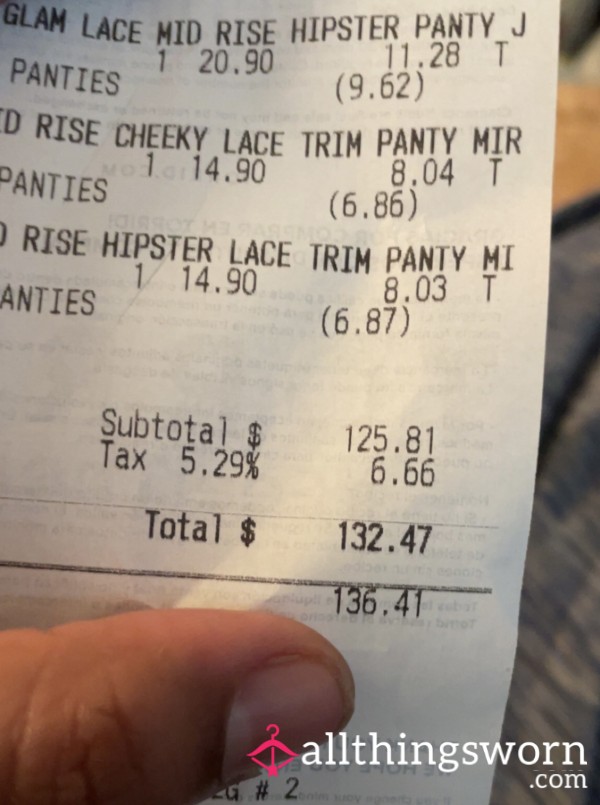 GLAM LACE MID RISE HIPSTER PANTY J
1 20.90 11.28 T
PANTIES (9.62)
D RISE CHEEKY LACE TRIM PANTY MIR
1 14.90 8.04 T
PANTIES (6.86)
RISE HIPSTER LACE TRIM PANTY MI
1 14.90 8.03 T
ANTIES (6.87)
Subtotal $ 125.81
Tax 5.29% 6.66
Total $ 132.47
136.41
# 2
allthingsworn
.com